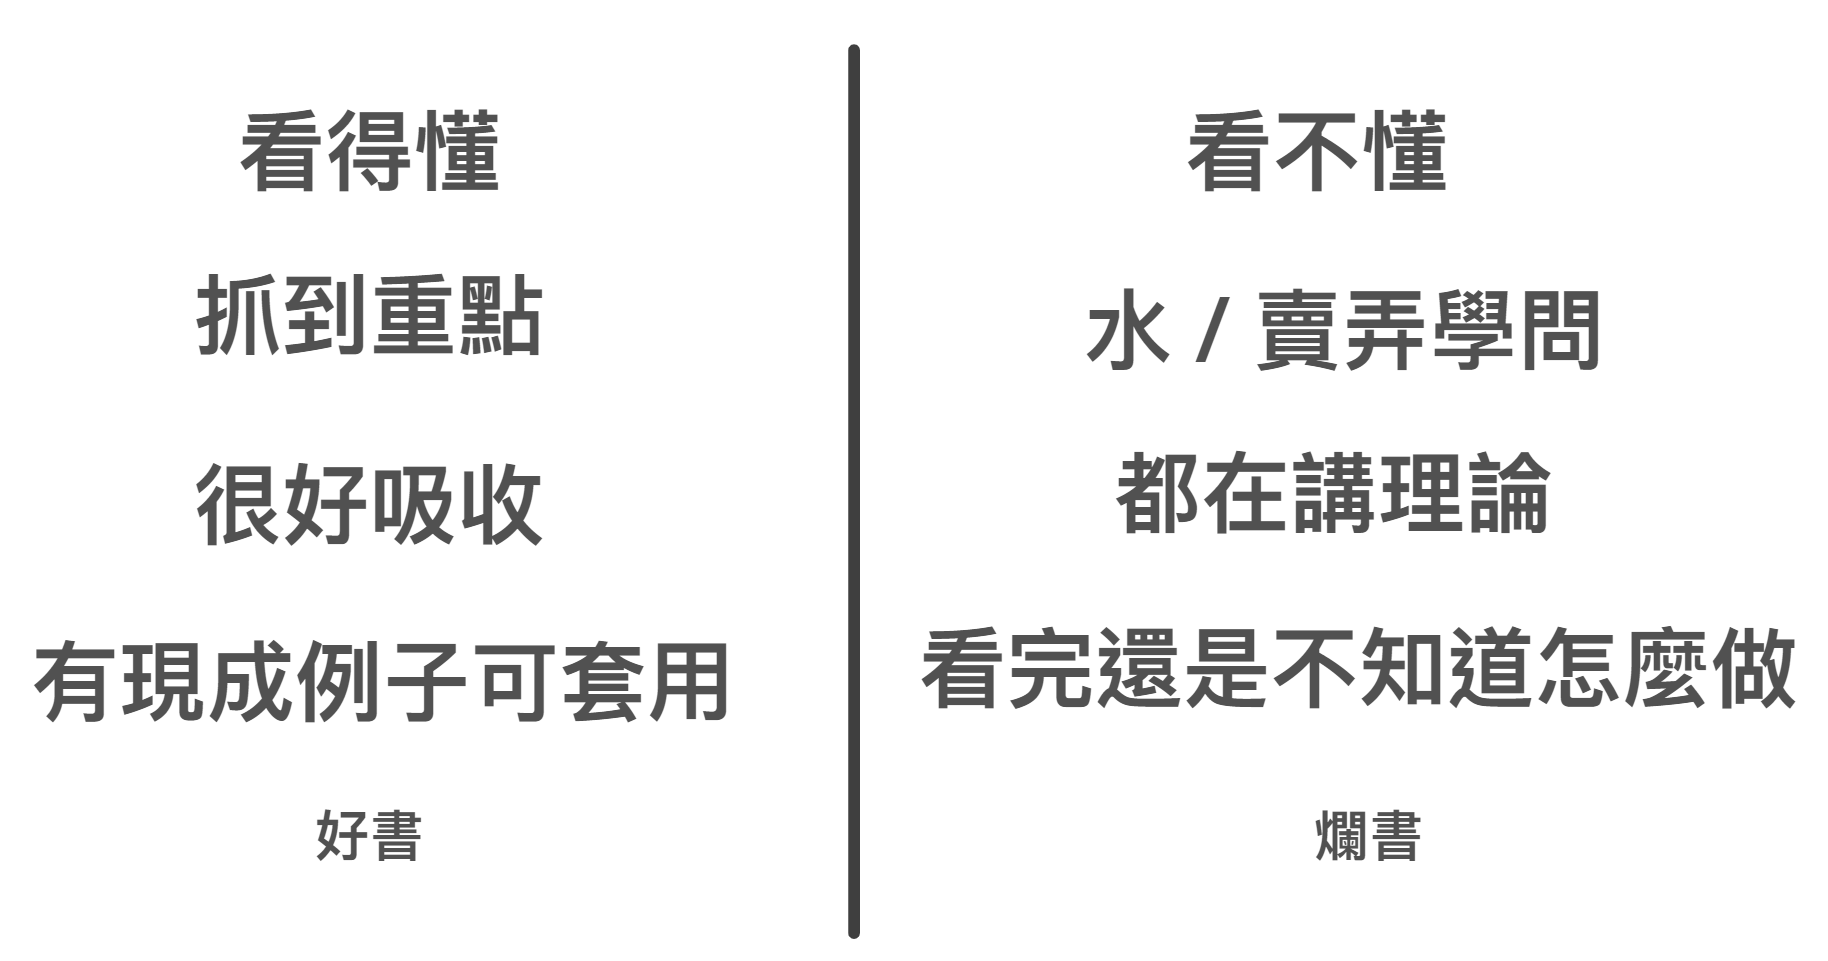 看得懂
抓到重點
很好吸收
有現成例子可套用
好書
看不懂
水 / 賣弄學問
都在講理論
看完還是不知道怎麼做
爛書